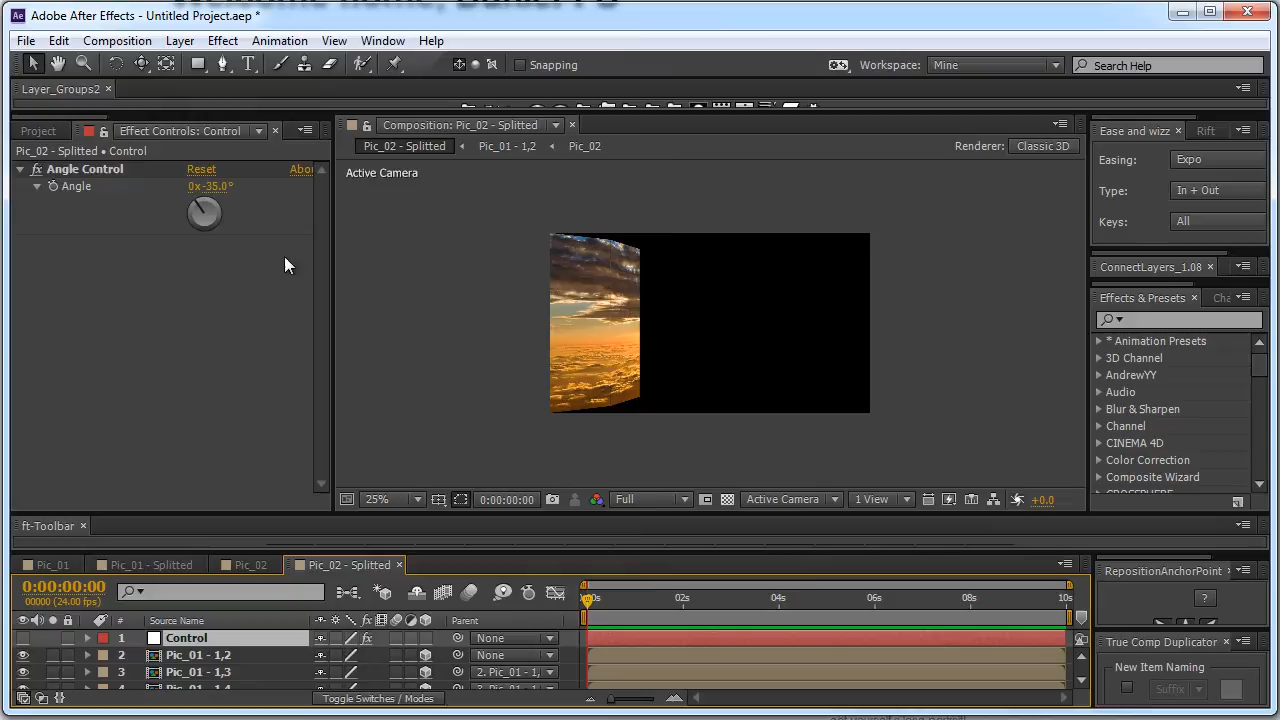 Adobe After Effects - Untitled Project.aep *
File Edit Composition Layer Effect Animation View Window Help
Snapping
Workspace: Mine
Search Help
Layer_Groups2
Project
Effect Controls: Control
Composition: Pic_02 - Splitted
Ease and wizz
Rift
Pic_02 - Splitted • Control
Pic_02 - Splitted
Pic_01 - 1,2
Pic_02
Renderer: Classic 3D
Easing: Expo
Angle Control Reset Abo
Active Camera
Angle 0x-35.0°
Type: In + Out
Keys: All
ConnectLayers_1.08
Effects & Presets
Cha
* Animation Presets
3D Channel
AndrewYY
Audio
Blur & Sharpen
Channel
CINEMA 4D
Color Correction
Composite Wizard
25%
0:00:00:00
Full
Active Camera
1 View
+0.0
ft-Toolbar
Pic_01
Pic_01 - Splitted
Pic_02
Pic_02 - Splitted
RepositionAnchorPoint
0:00:00:00
00000 (24.00 fps)
02s 04s 06s 08s 10s
?
# Source Name Parent
1 Control None
2 Pic_01 - 1,2 None
3 Pic_01 - 1,3 2. Pic_01 - 1,
True Comp Duplicator
New Item Naming
Suffix
Toggle Switches / Modes